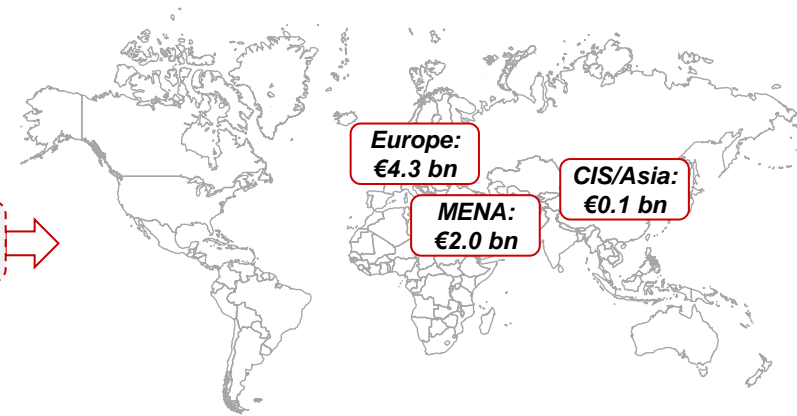 Europe:
€4.3 bn
CIS/Asia:
€0.1 bn
MENA:
€2.0 bn